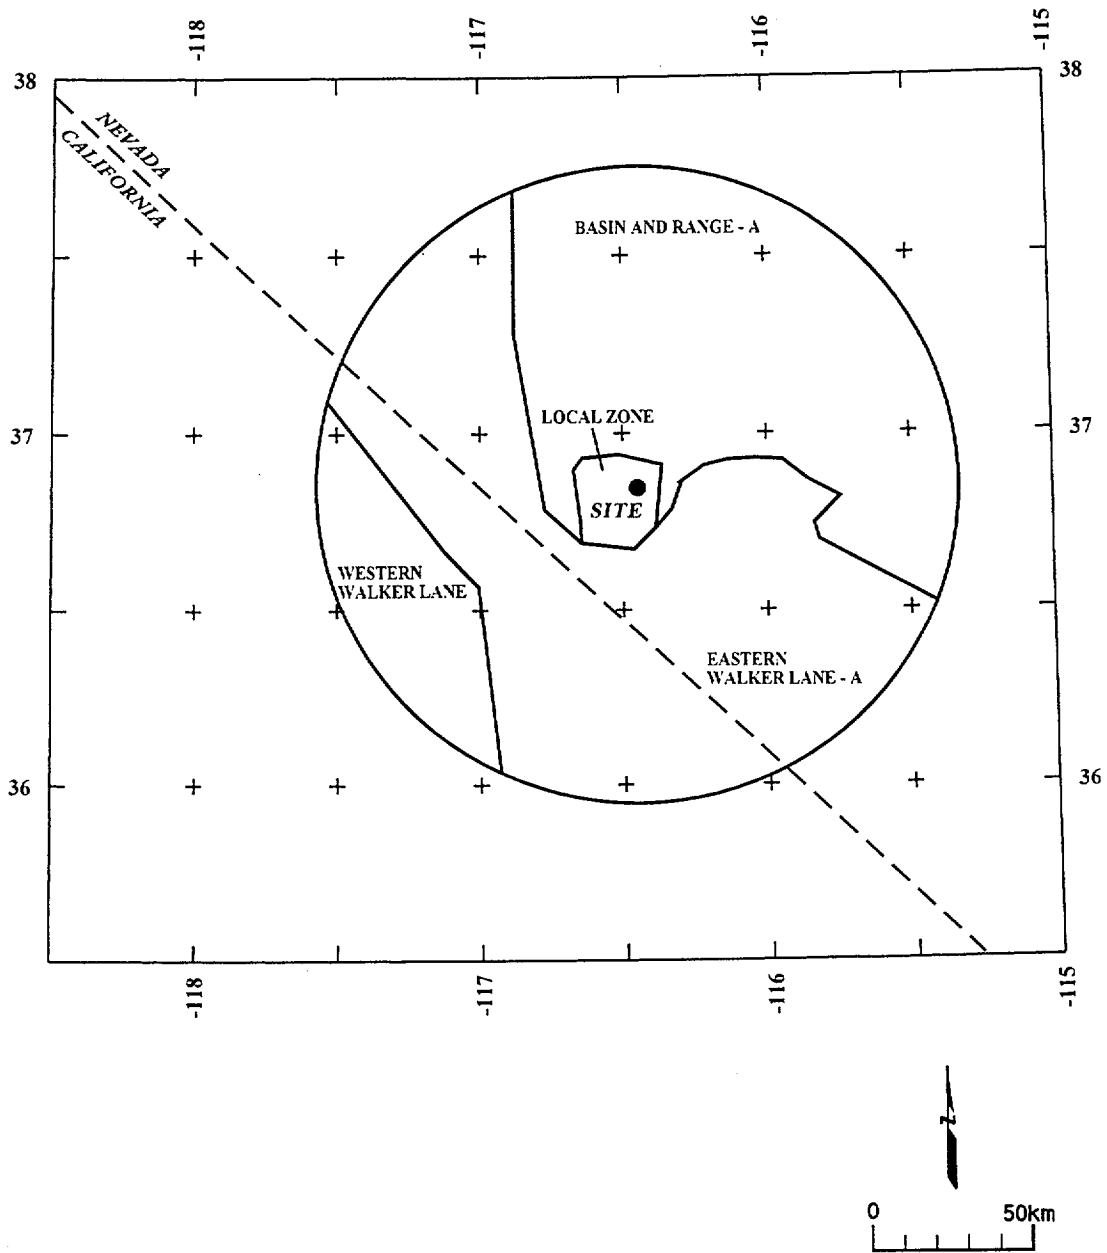 -118
-117
-116
-115
38
38
NEVADA
CALIFORNIA
BASIN AND RANGE - A
LOCAL ZONE
37
37
SITE
WESTERN
WALKER LANE
EASTERN
WALKER LANE - A
36
36
-118
-117
-116
-115
N
0
50km